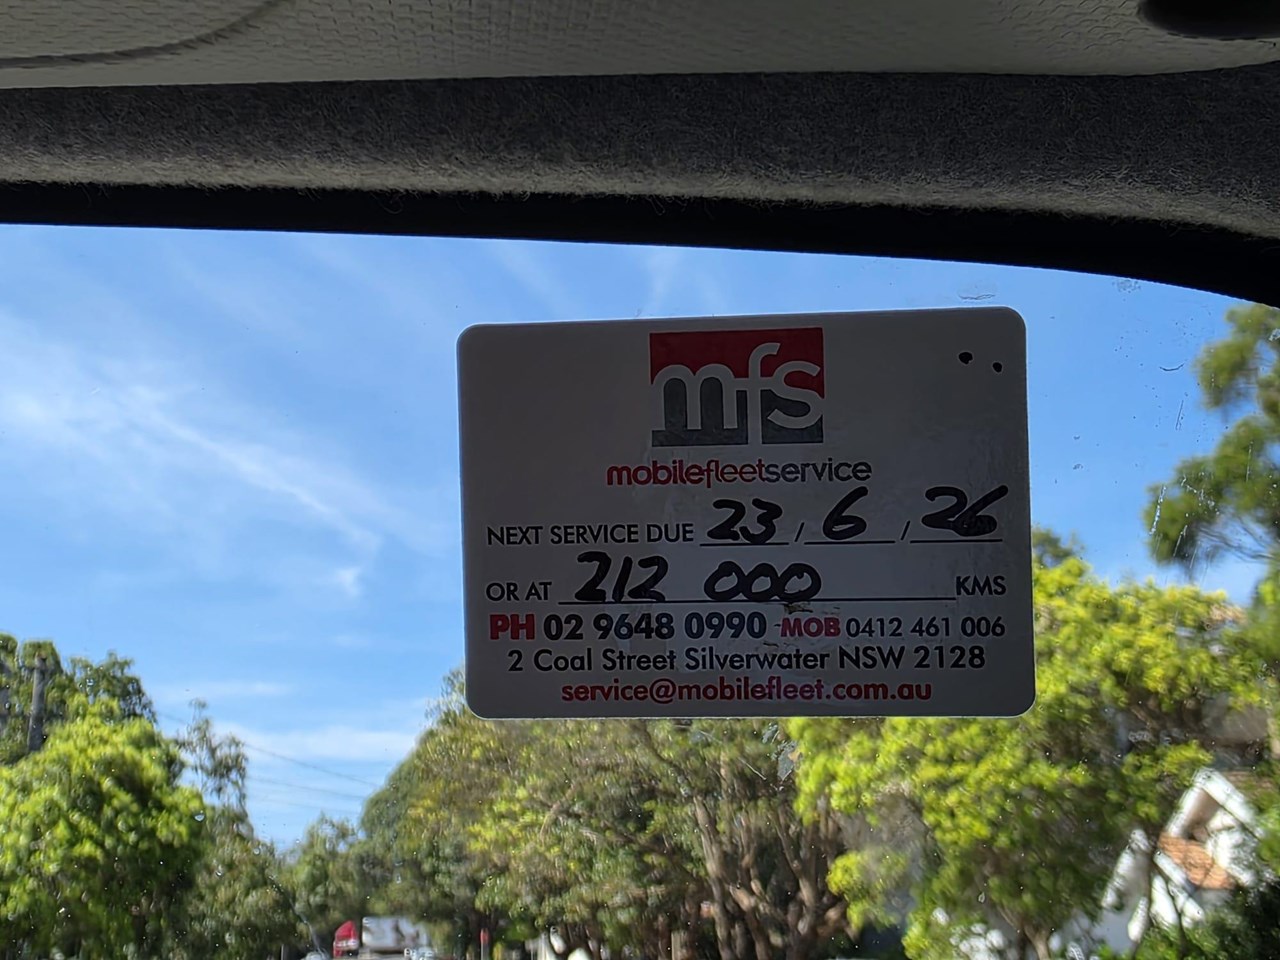 mfs
mobilefleetservice
NEXT SERVICE DUE 23 / 6 / 26
OR AT 212 000 KMS
PH 02 9648 0990 MOB 0412 461 006
2 Coal Street Silverwater NSW 2128
service@mobilefleet.com.au